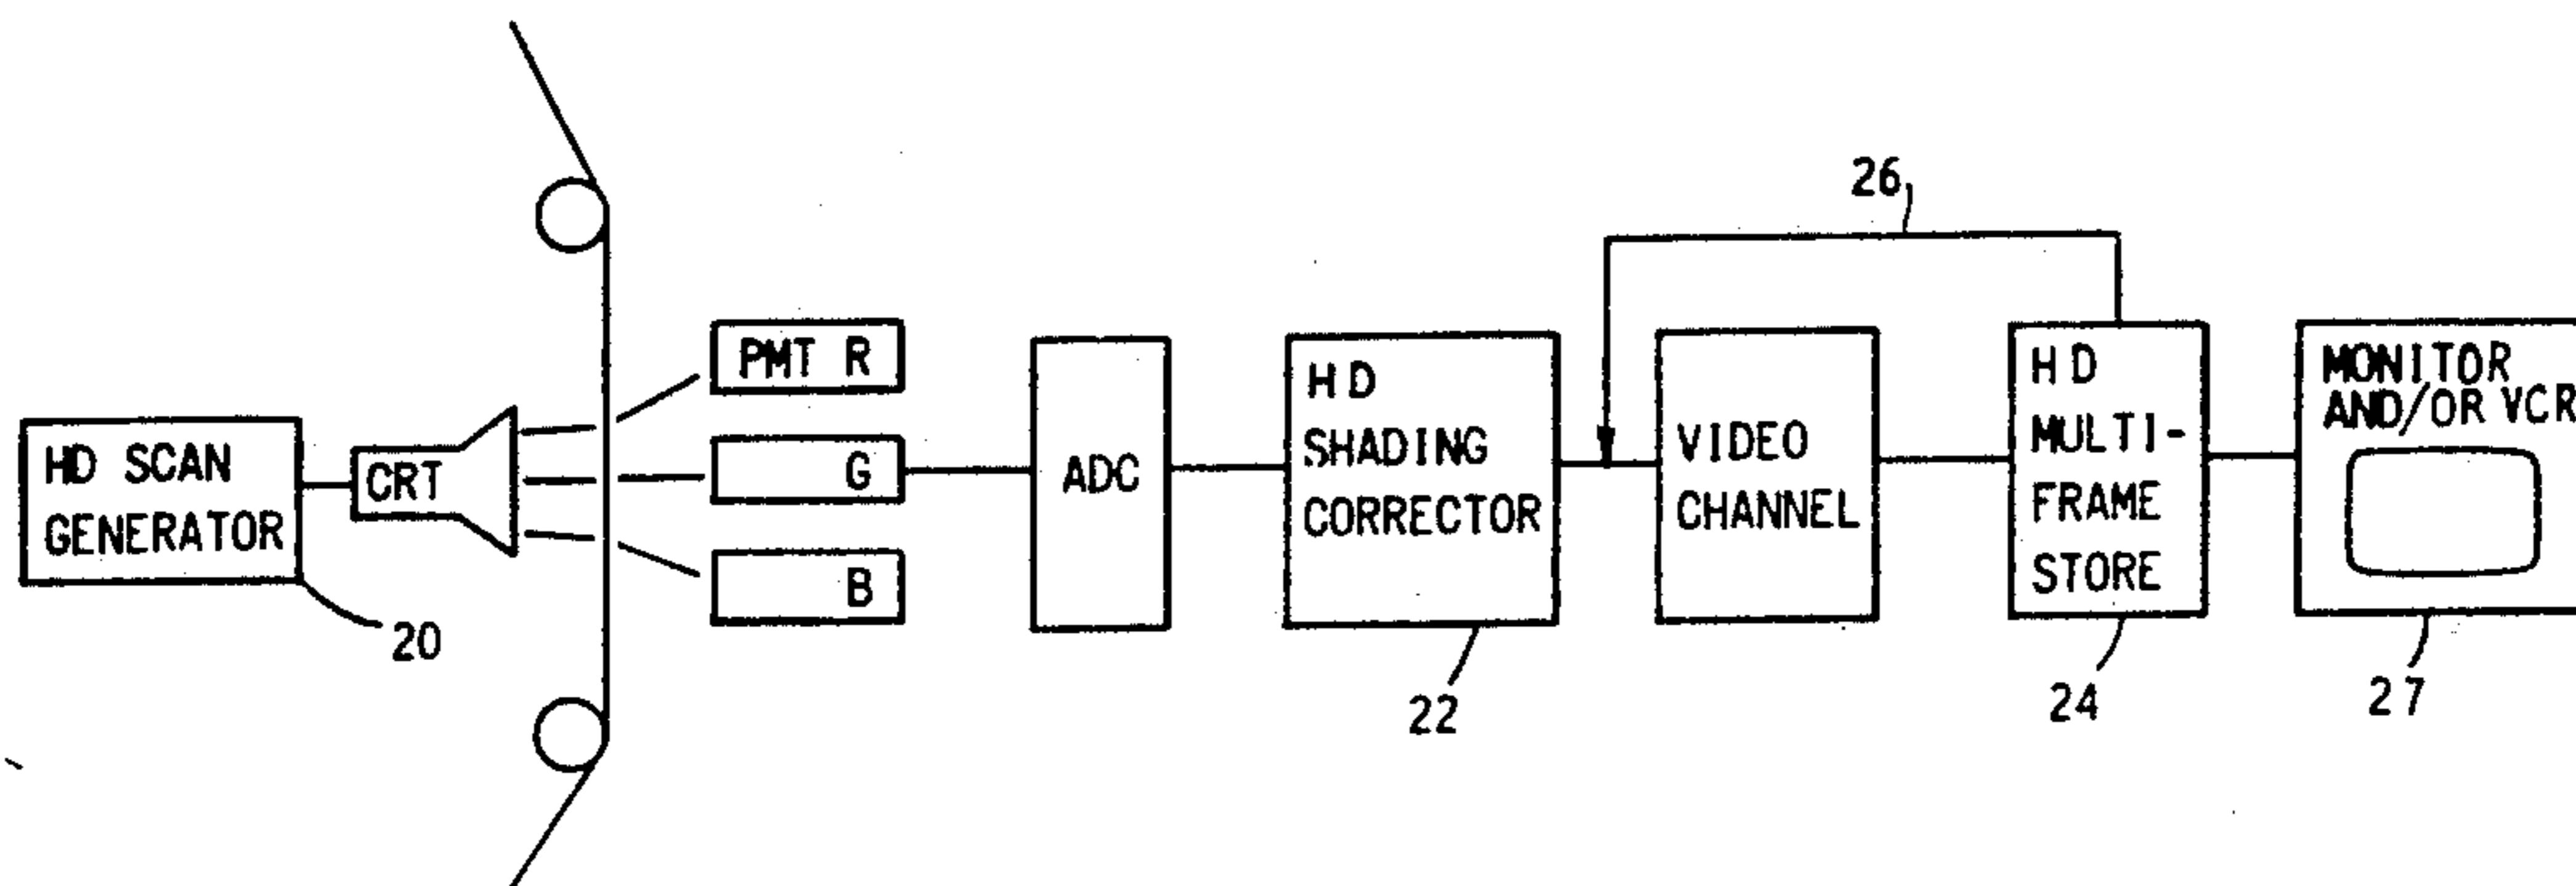 26
PMT R
HD SCAN
GENERATOR
CRT
G
B
ADC
HD
SHADING
CORRECTOR
VIDEO
CHANNEL
HD
MULTI-
FRAME
STORE
MONITOR
AND/OR VCR
20
22
24
27